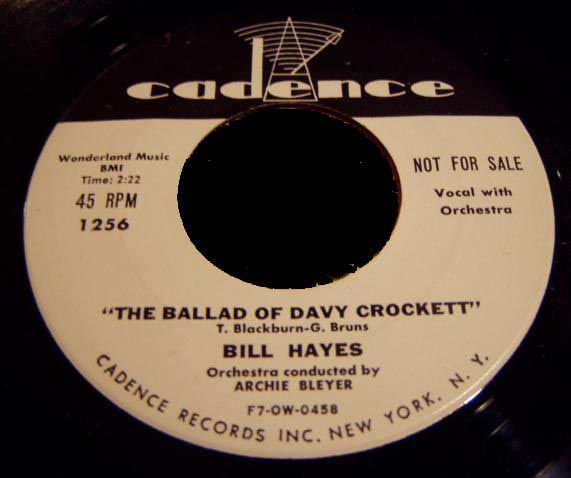 cadence
Wonderland Music
BMI
Time: 2:22
45 RPM
1256
NOT FOR SALE
Vocal with
Orchestra
"THE BALLAD OF DAVY CROCKETT"
T. Blackburn-G. Bruns
BILL HAYES
Orchestra conducted by
ARCHIE BLEYER
F7-OW-0458
CADENCE RECORDS INC. NEW YORK, N. Y.